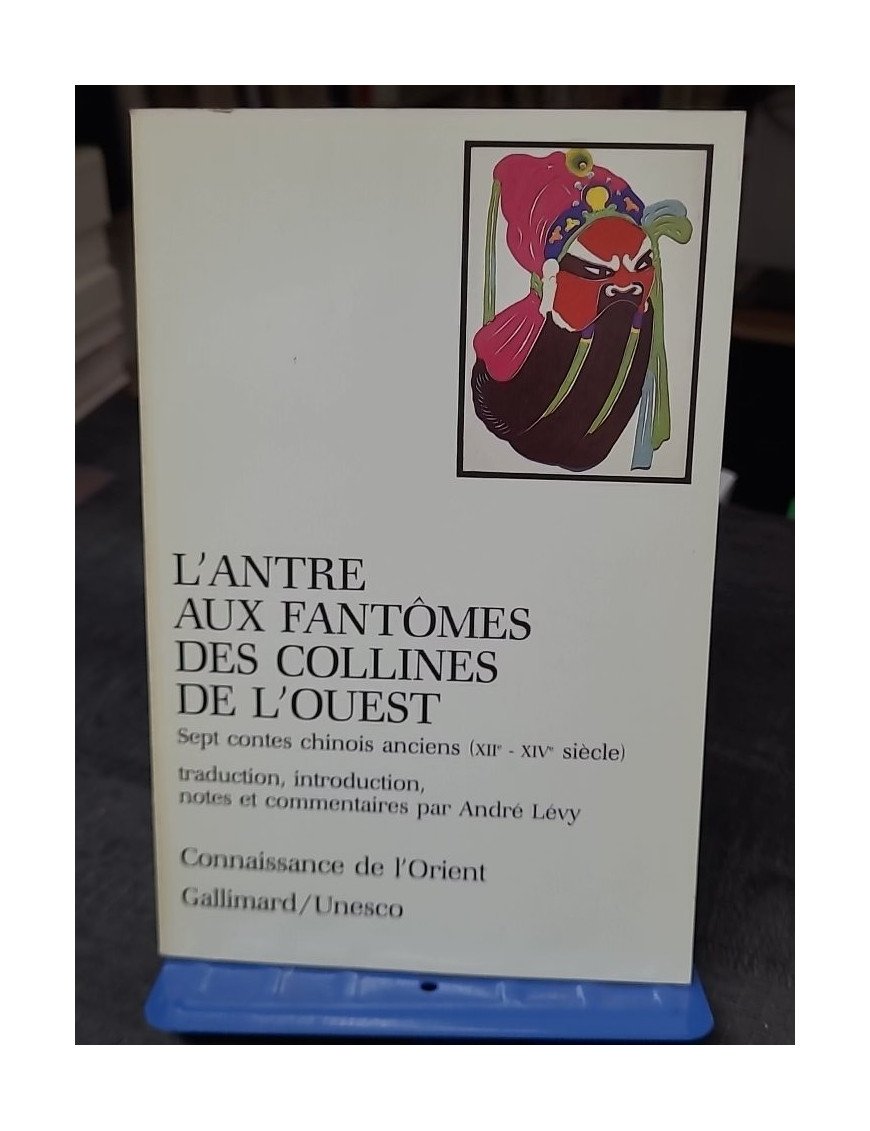 L'ANTRE
AUX FANTÔMES
DES COLLINES
DE L'OUEST
Sept contes chinois anciens (XIIᵉ - XIVᵉ siècle)
traduction, introduction,
notes et commentaires par André Lévy
Connaissance de l'Orient
Gallimard/Unesco